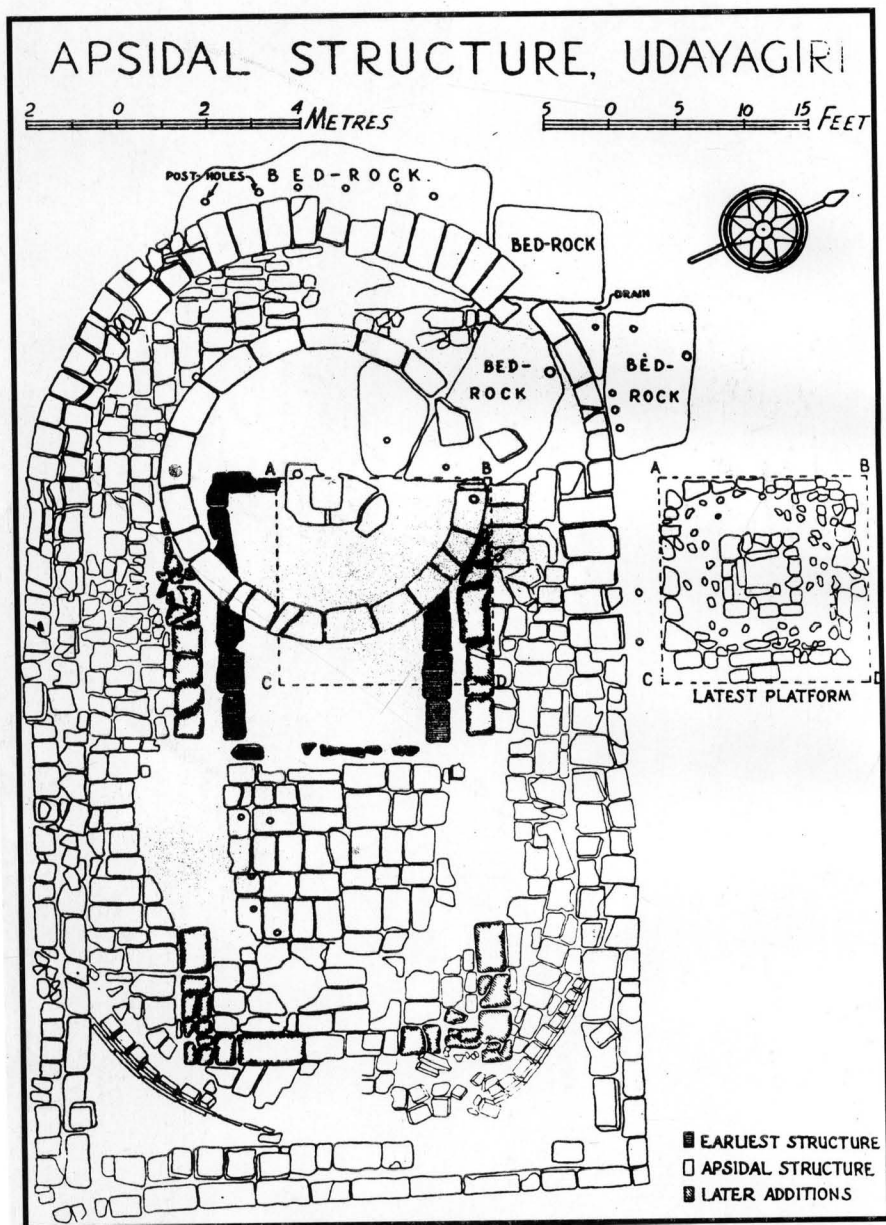 APSIDAL STRUCTURE, UDAYAGIRI
2 0 2 4 METRES
5 0 5 10 15 FEET
POST-HOLES
BED-ROCK.
BED-ROCK
DRAIN
BED-
ROCK
BED-
ROCK
A
B
A
B
C
D
C
D
LATEST PLATFORM
EARLIEST STRUCTURE
APSIDAL STRUCTURE
LATER ADDITIONS